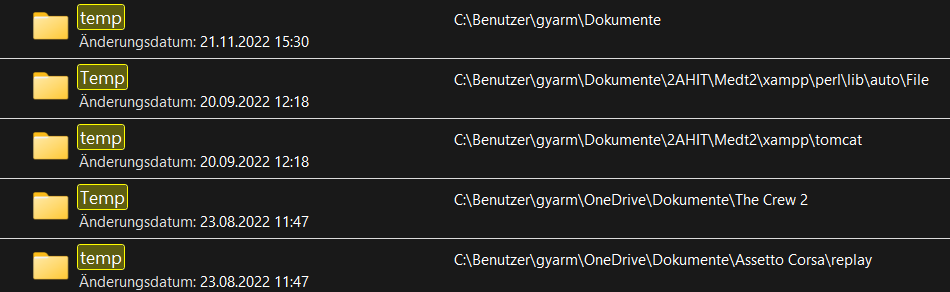 temp C:\Benutzer\gyarm\Dokumente
Änderungsdatum: 21.11.2022 15:30
Temp C:\Benutzer\gyarm\Dokumente\2AHIT\Medt2\xampp\perl\lib\auto\File
Änderungsdatum: 20.09.2022 12:18
temp C:\Benutzer\gyarm\Dokumente\2AHIT\Medt2\xampp\tomcat
Änderungsdatum: 20.09.2022 12:18
Temp C:\Benutzer\gyarm\OneDrive\Dokumente\The Crew 2
Änderungsdatum: 23.08.2022 11:47
temp C:\Benutzer\gyarm\OneDrive\Dokumente\Assetto Corsa\replay
Änderungsdatum: 23.08.2022 11:47